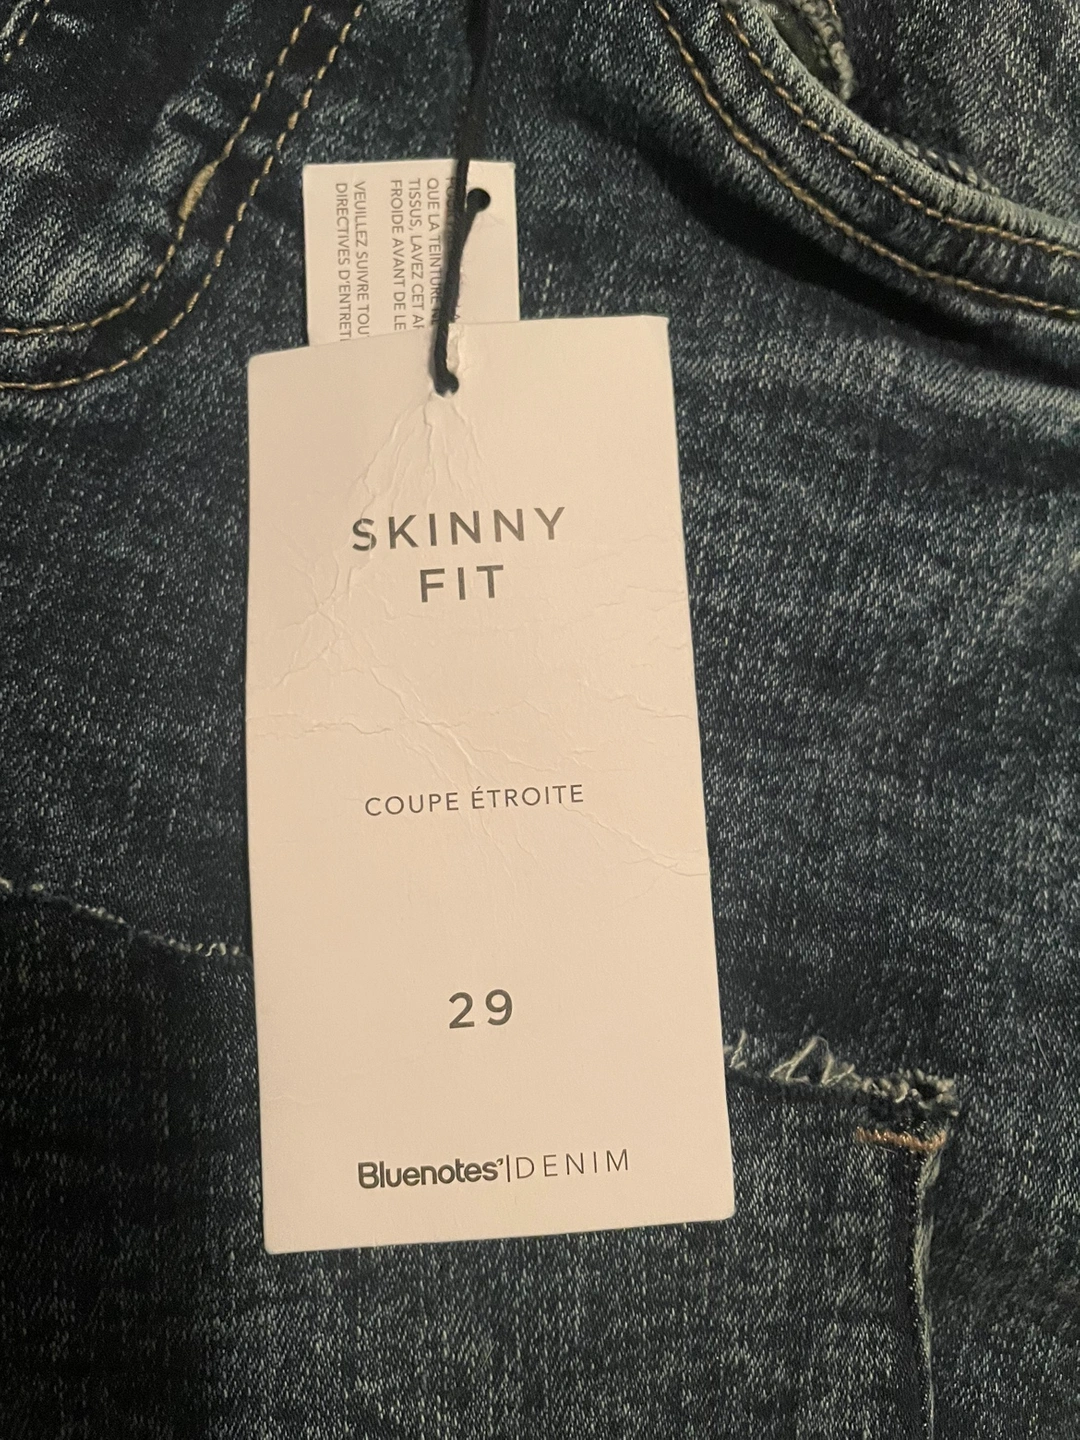 QUE LA TEINTURE
TISSUS, LAVEZ CET
FROIDE AVANT DE LE
VEUILLEZ SUIVRE
DIRECTIVES
SKINNY
FIT
COUPE ÉTROITE
29
Bluenotes'|DENIM